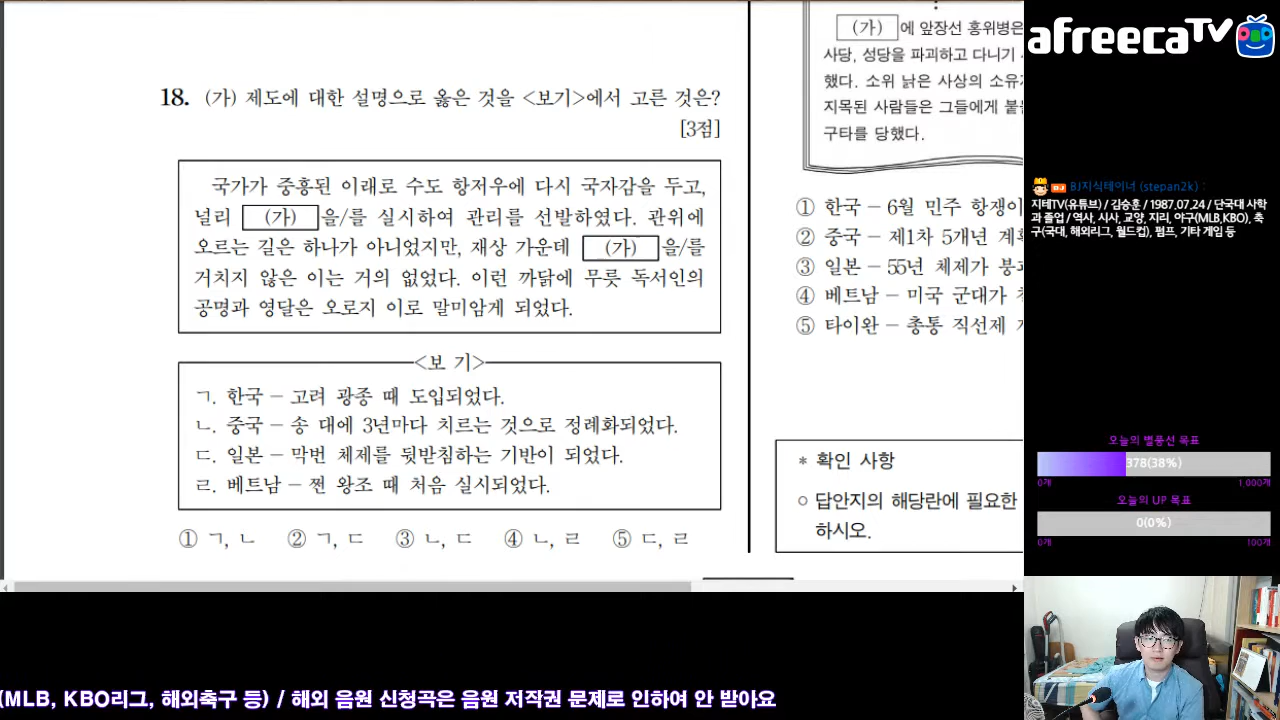 18. (가) 제도에 대한 설명으로 옳은 것을 <보기>에서 고른 것은?
[3점]
국가가 중흥된 이래로 수도 항저우에 다시 국자감을 두고,
널리 (가) 을/를 실시하여 관리를 선발하였다. 관위에
오르는 길은 하나가 아니었지만, 재상 가운데 (가) 을/를
거치지 않은 이는 거의 없었다. 이런 까닭에 무릇 독서인의
공명과 영달은 오로지 이로 말미암게 되었다.
<보 기>
ㄱ. 한국 – 고려 광종 때 도입되었다.
ㄴ. 중국 – 송 대에 3년마다 치르는 것으로 정례화되었다.
ㄷ. 일본 – 막번 체제를 뒷받침하는 기반이 되었다.
ㄹ. 베트남 – 쩐 왕조 때 처음 실시되었다.
① ㄱ, ㄴ ② ㄱ, ㄷ ③ ㄴ, ㄷ ④ ㄴ, ㄹ ⑤ ㄷ, ㄹ
(가) 에 앞장선 홍위병은
사당, 성당을 파괴하고 다니기
했다. 소위 낡은 사상의
지목된 사람들은 그들에게
구타를 당했다.
① 한국 – 6월 민주 항쟁이
② 중국 – 제1차 5개년
③ 일본 – 55년 체제가
④ 베트남 – 미국 군대가
⑤ 타이완 – 총통 직선제
* 확인 사항
○ 답안지의 해당란에 필요한
하시오.
afreecaTV
BJ지식테이너 (stepan2k) :
지테TV(유튜브) / 김승훈 / 1987.07.24 / 단국대 사학
과 졸업 / 역사, 시사, 교양, 지리, 야구(MLB,KBO), 축
구(국대, 해외리그, 월드컵), 펌프, 기타 게임 등
오늘의 별풍선 목표
378(38%)
0개 1,000개
오늘의 UP 목표
0(0%)
0개 100개
(MLB, KBO리그, 해외축구 등) / 해외 음원 신청곡은 음원 저작권 문제로 인하여 안 받아요